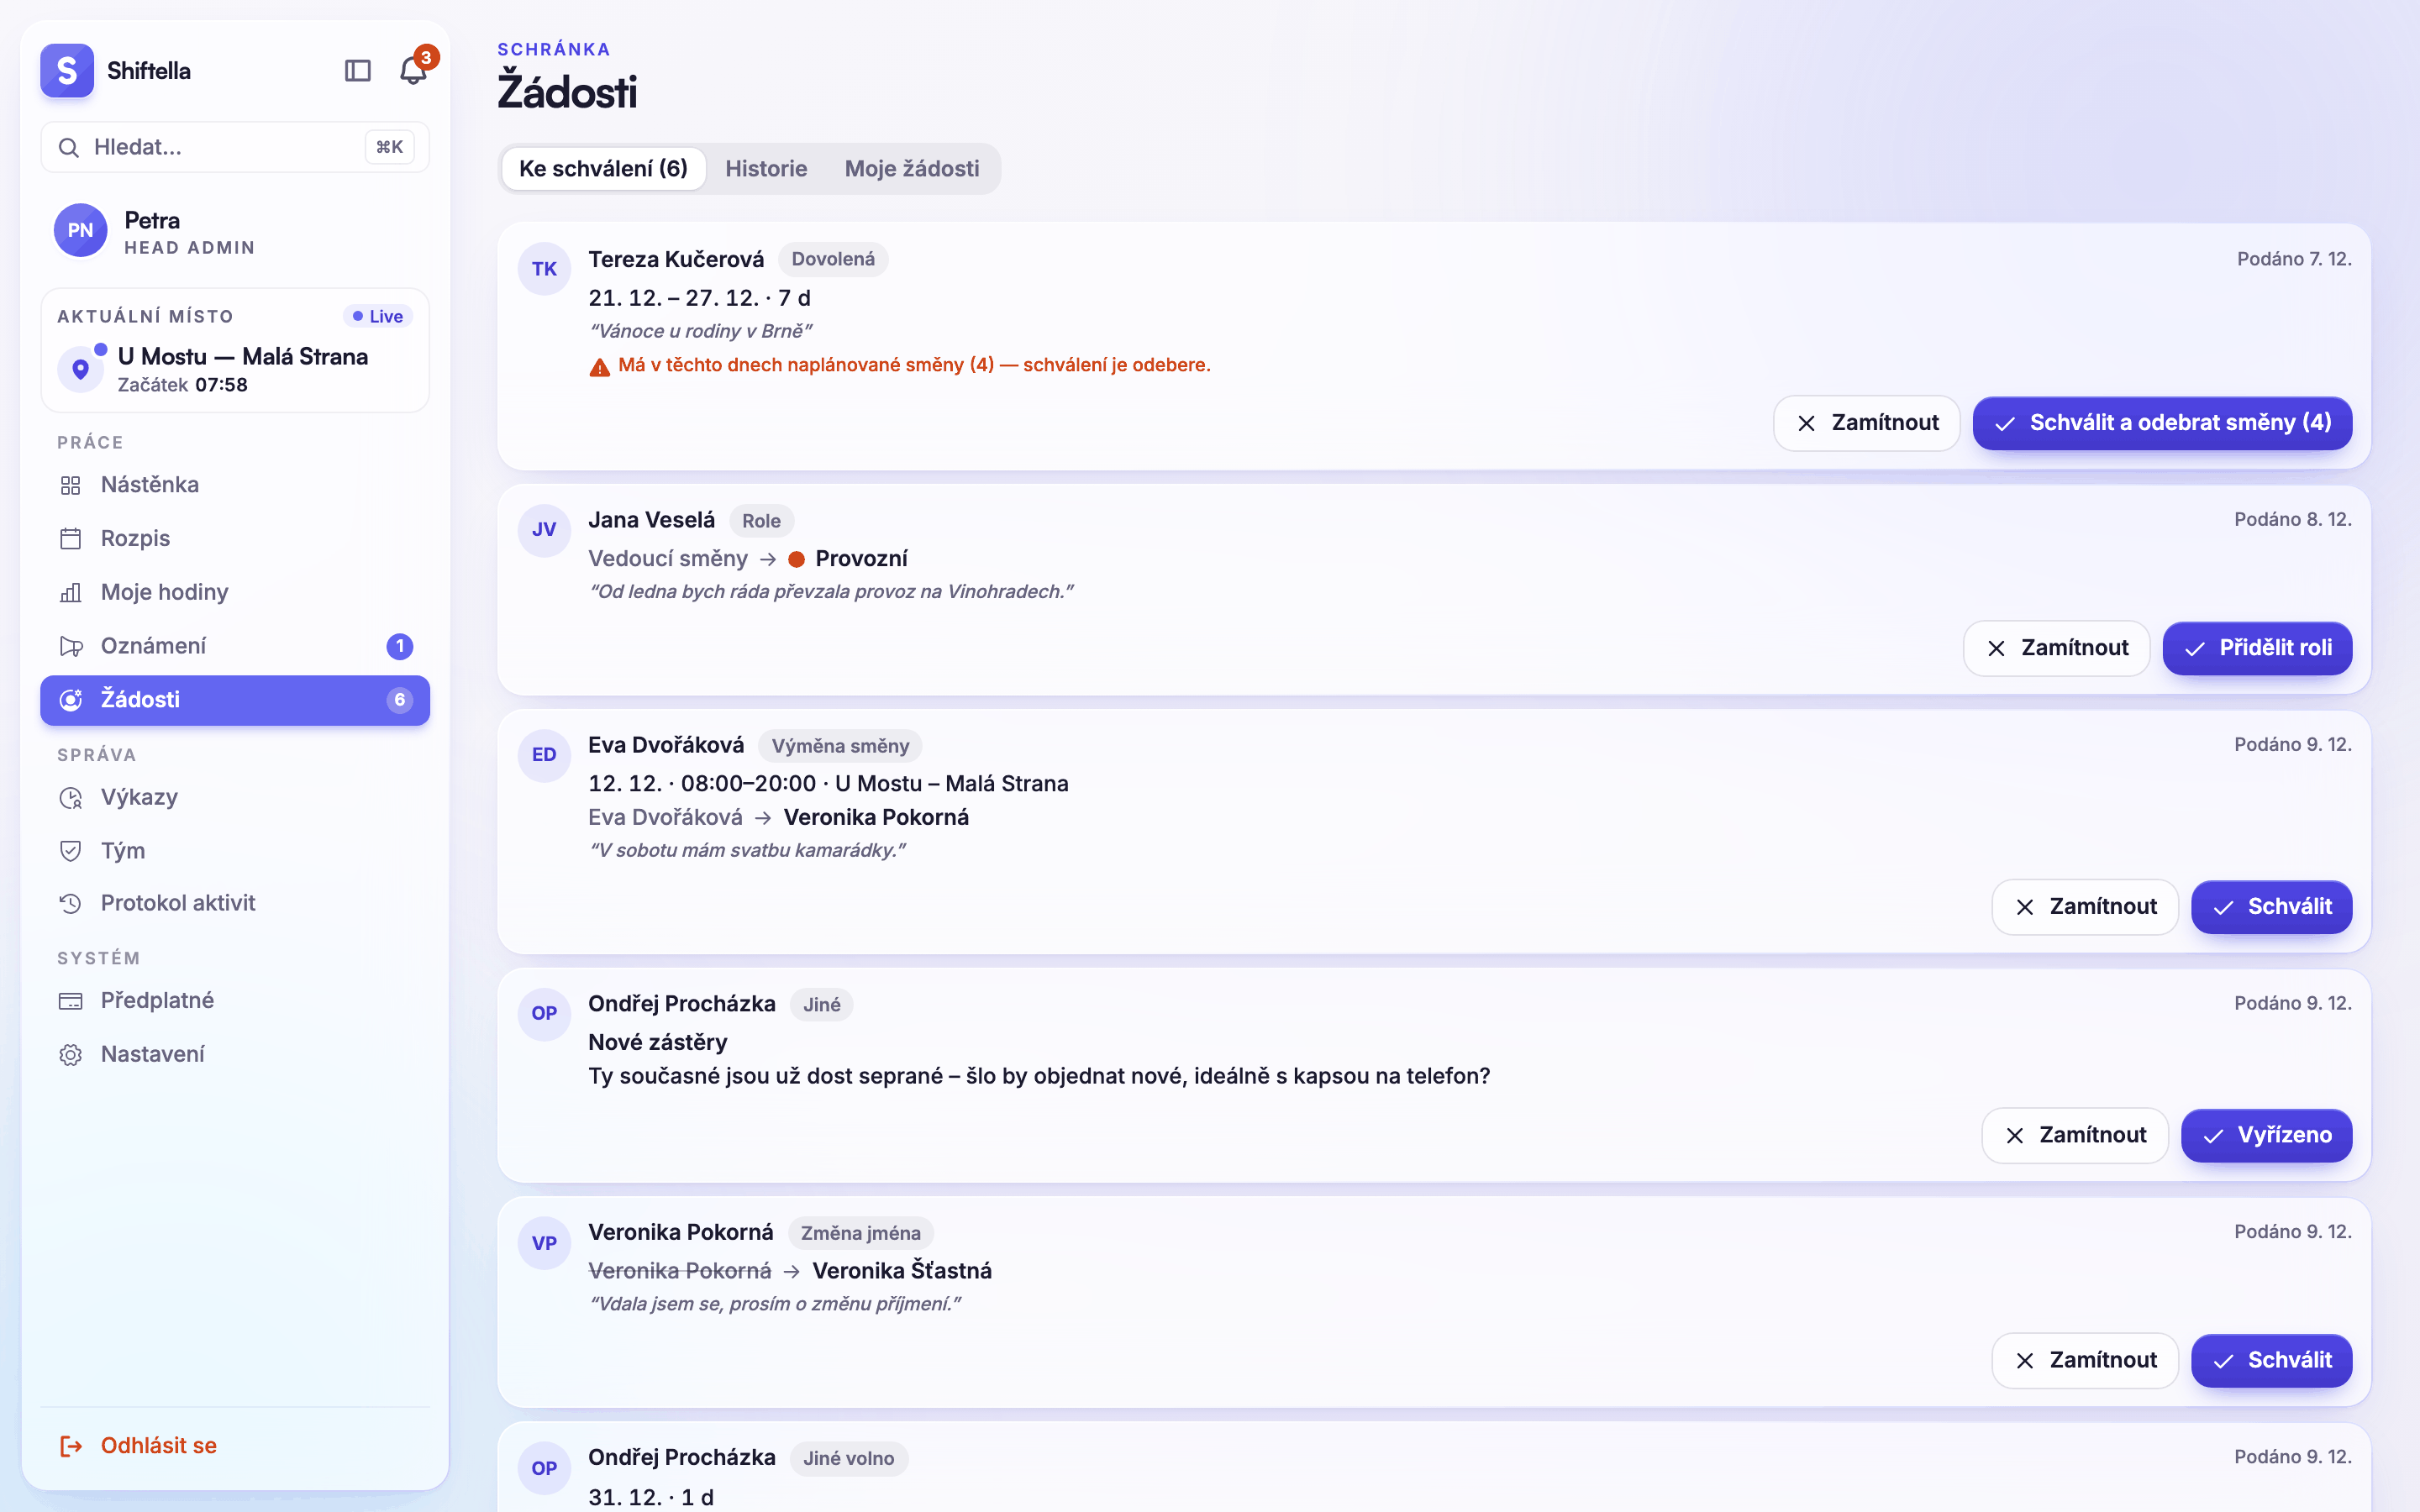 S
Shiftella
3
Hledat...
⌘K
PN
Petra
HEAD ADMIN
AKTUÁLNÍ MÍSTO
Live
U Mostu — Malá Strana
Začátek 07:58
PRÁCE
Nástěnka
Rozpis
Moje hodiny
Oznámení
1
Žádosti
6
SPRÁVA
Výkazy
Tým
Protokol aktivit
SYSTÉM
Předplatné
Nastavení
Odhlásit se
SCHRÁNKA
Žádosti
Ke schválení (6)
Historie
Moje žádosti
TK
Tereza Kučerová
Dovolená
Podáno 7. 12.
21. 12. – 27. 12. · 7 d
“Vánoce u rodiny v Brně”
Má v těchto dnech naplánované směny (4) — schválení je odebere.
Zamítnout
Schválit a odebrat směny (4)
JV
Jana Veselá
Role
Podáno 8. 12.
Vedoucí směny → Provozní
“Od ledna bych ráda převzala provoz na Vinohradech.”
Zamítnout
Přidělit roli
ED
Eva Dvořáková
Výměna směny
Podáno 9. 12.
12. 12. · 08:00–20:00 · U Mostu – Malá Strana
Eva Dvořáková → Veronika Pokorná
“V sobotu mám svatbu kamarádky.”
Zamítnout
Schválit
OP
Ondřej Procházka
Jiné
Podáno 9. 12.
Nové zástěry
Ty současné jsou už dost seprané – šlo by objednat nové, ideálně s kapsou na telefon?
Zamítnout
Vyřízeno
VP
Veronika Pokorná
Změna jména
Podáno 9. 12.
Veronika Pokorná → Veronika Šťastná
“Vdala jsem se, prosím o změnu příjmení.”
Zamítnout
Schválit
OP
Ondřej Procházka
Jiné volno
Podáno 9. 12.
31. 12. · 1 d